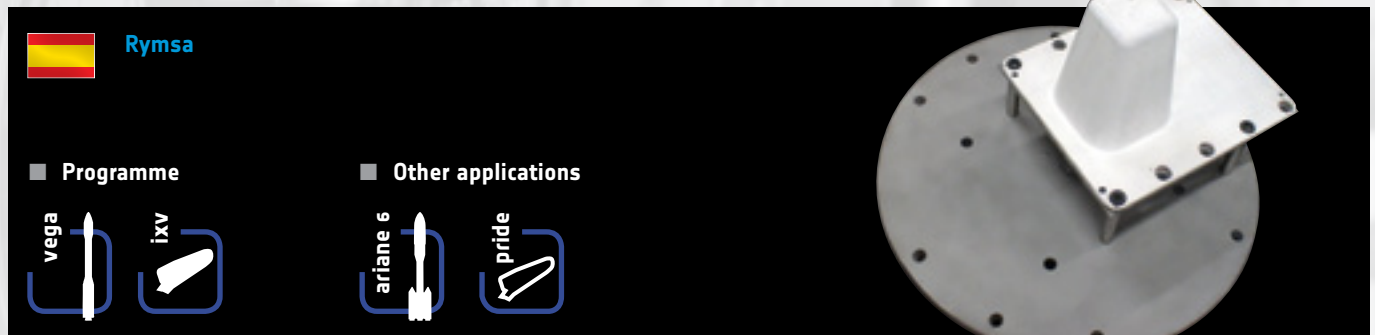 Rymsa
Programme
vega
ixv
Other applications
ariane 6
pride